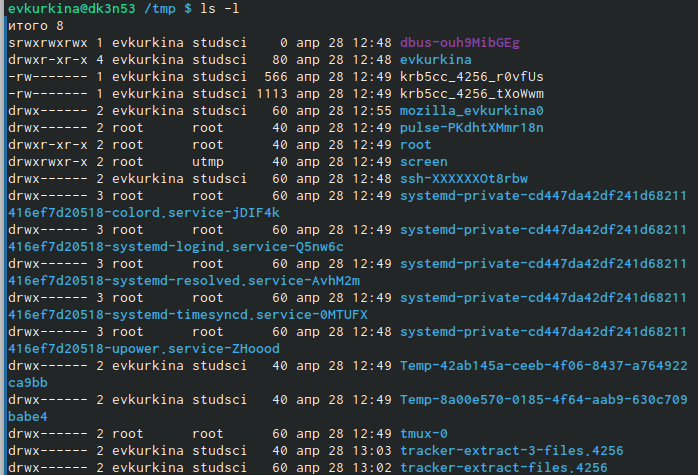 evkurkina@dk3n53 /tmp $ ls -l
итого 8
srwxrwxrwx 1 evkurkina studsci 0 апр 28 12:48 dbus-ouh9MibGEg
drwxr-xr-x 4 evkurkina studsci 80 апр 28 12:48 evkurkina
-rw------- 1 evkurkina studsci 566 апр 28 12:49 krb5cc_4256_r0vfUs
-rw------- 1 evkurkina studsci 1113 апр 28 12:49 krb5cc_4256_tXoWwm
drwx------ 2 evkurkina studsci 60 апр 28 12:55 mozilla_evkurkina0
drwx------ 2 root root 40 апр 28 12:49 pulse-PKdhtXMmr18n
drwxr-xr-x 2 root root 40 апр 28 12:49 root
drwxrwxr-x 2 root utmp 40 апр 28 12:49 screen
drwx------ 2 evkurkina studsci 60 апр 28 12:48 ssh-XXXXXXOt8rbw
drwx------ 3 root root 60 апр 28 12:49 systemd-private-cd447da42df241d68211
416ef7d20518-colord.service-jDIF4k
drwx------ 3 root root 60 апр 28 12:49 systemd-private-cd447da42df241d68211
416ef7d20518-systemd-logind.service-Q5nw6c
drwx------ 3 root root 60 апр 28 12:49 systemd-private-cd447da42df241d68211
416ef7d20518-systemd-resolved.service-AvhM2m
drwx------ 3 root root 60 апр 28 12:49 systemd-private-cd447da42df241d68211
416ef7d20518-systemd-timesyncd.service-0MTUFX
drwx------ 3 root root 60 апр 28 12:48 systemd-private-cd447da42df241d68211
416ef7d20518-upower.service-ZHoood
drwx------ 2 evkurkina studsci 40 апр 28 12:49 Temp-42ab145a-ceeb-4f06-8437-a764922
ca9bb
drwx------ 2 evkurkina studsci 40 апр 28 12:49 Temp-8a00e570-0185-4f64-aab9-630c709
babe4
drwx------ 2 root root 60 апр 28 12:49 tmux-0
drwx------ 2 evkurkina studsci 40 апр 28 13:03 tracker-extract-3-files.4256
drwx------ 2 evkurkina studsci 60 апр 28 13:02 tracker-extract-files.4256